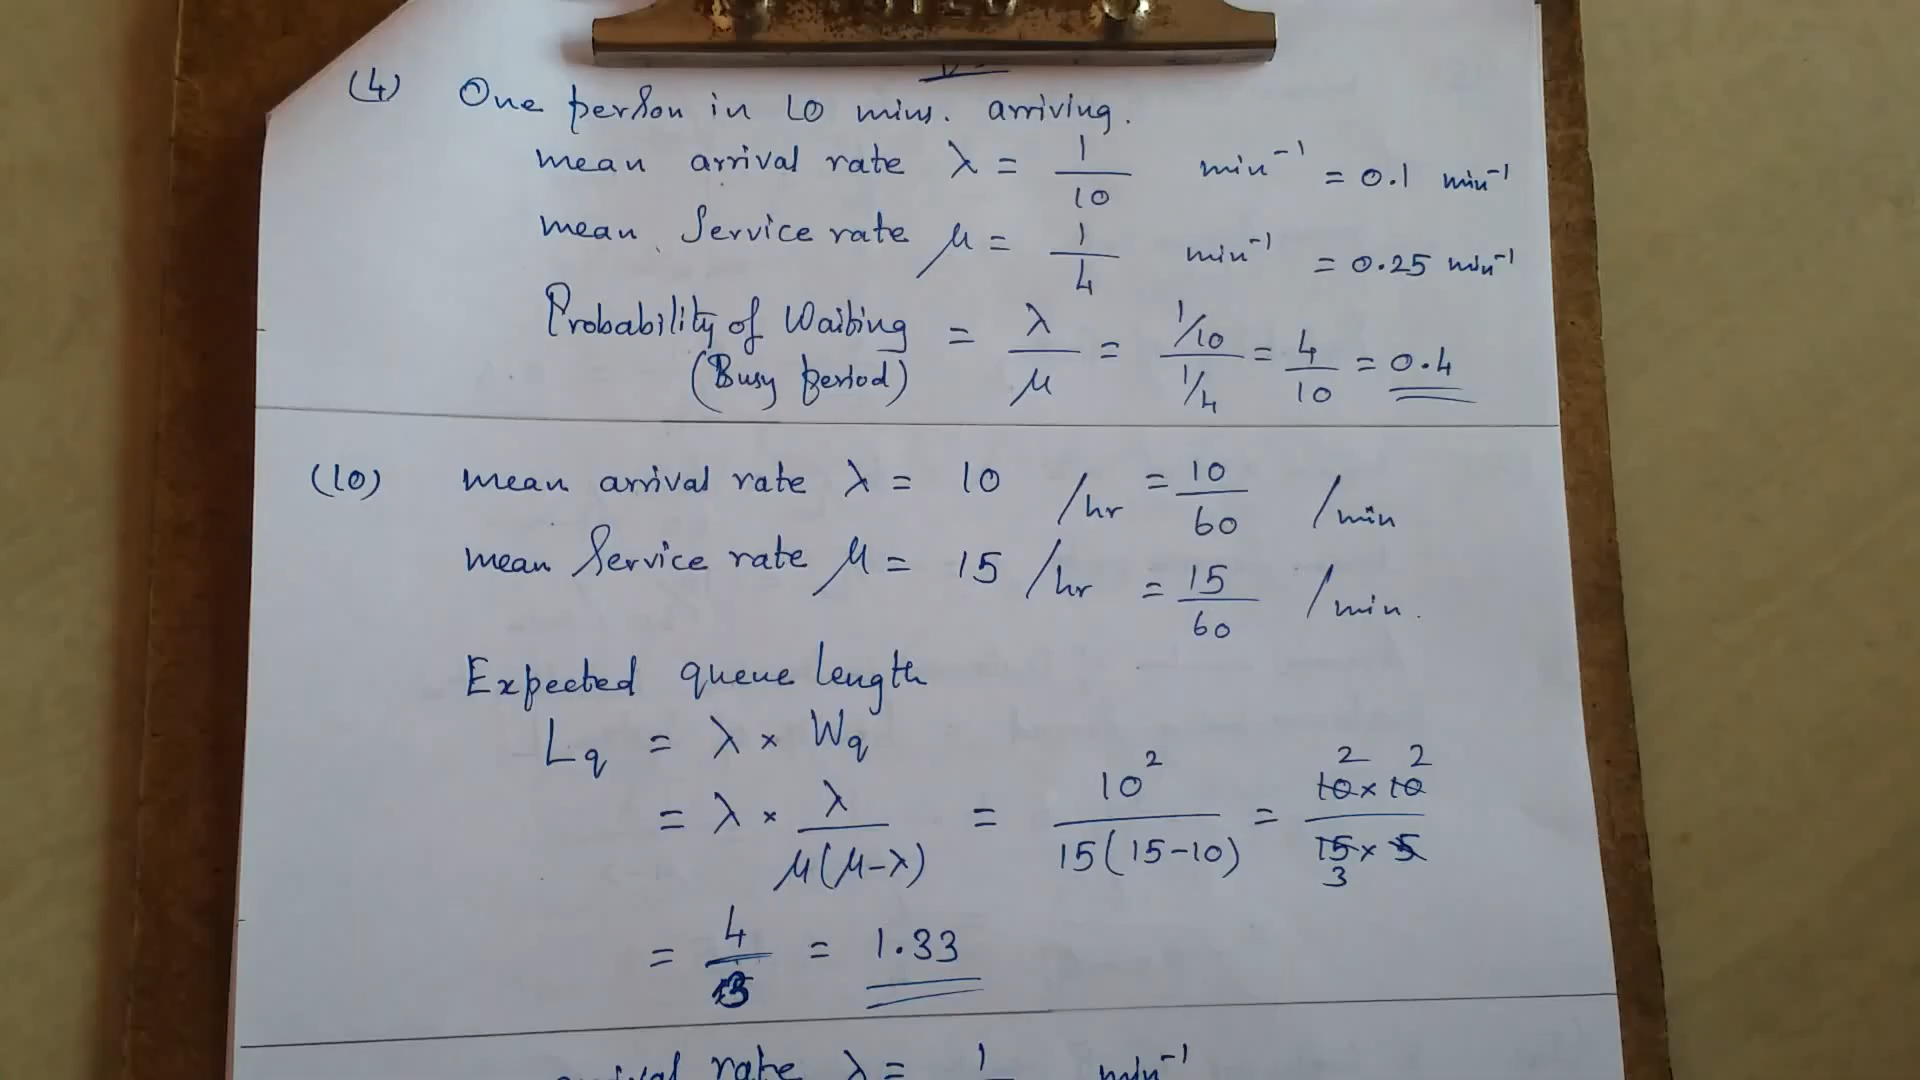 (4) One person in 10 mins. arriving.
mean arrival rate λ = 1/10 min⁻¹ = 0.1 min⁻¹
mean Service rate μ = 1/4 min⁻¹ = 0.25 min⁻¹
Probability of Waiting = λ/μ = (1/10)/(1/4) = 4/10 = 0.4
(Busy period)
(10) mean arrival rate λ = 10 /hr = 10/60 /min
mean Service rate μ = 15 /hr = 15/60 /min.
Expected queue length
Lq = λ × Wq
= λ × λ/μ(μ-λ) = 10²/15(15-10) = 10 × 10/15 × 5 2 2 3
= 4/3 = 1.33
rate λ = 1 min⁻¹